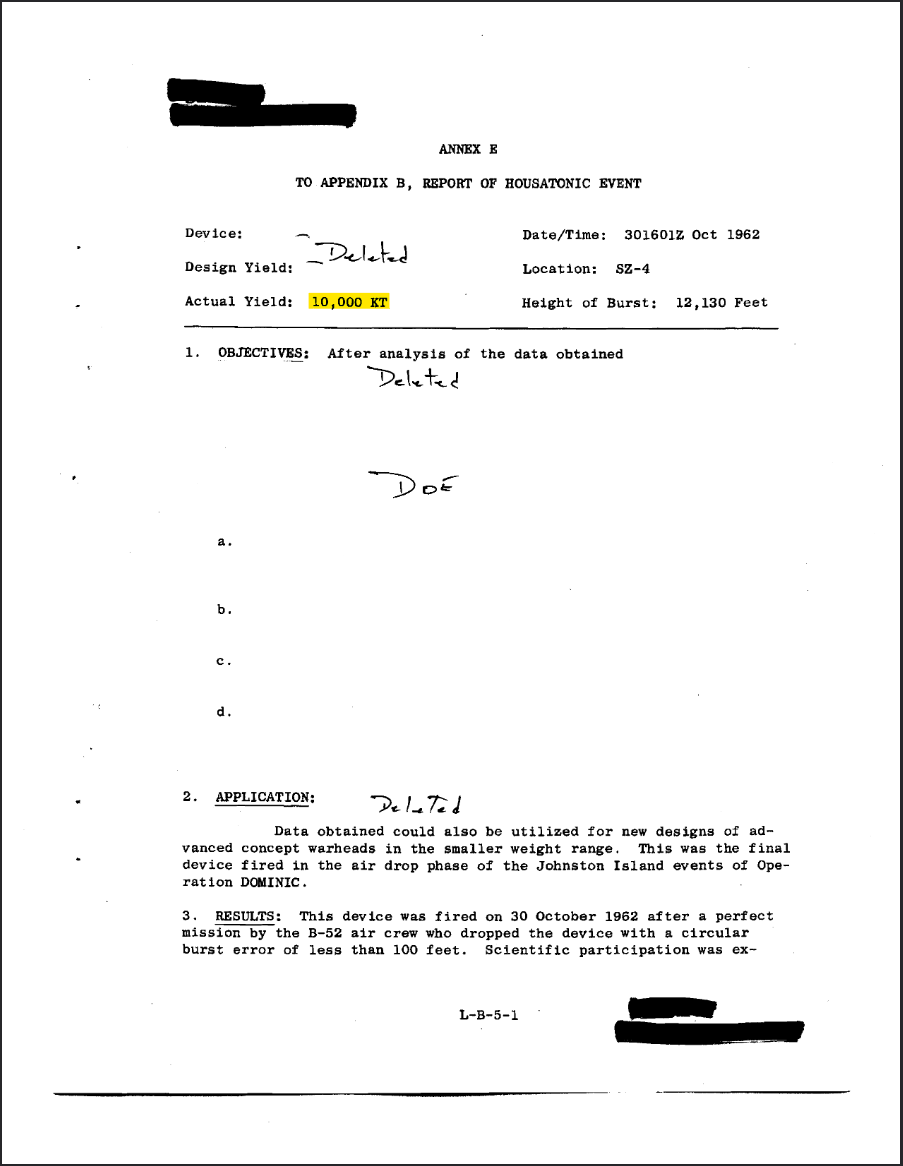 ANNEX E
TO APPENDIX B, REPORT OF HOUSATONIC EVENT
Device: Deleted Date/Time: 301601Z Oct 1962
Design Yield: Location: SZ-4
Actual Yield: 10,000 KT Height of Burst: 12,130 Feet
1. OBJECTIVES: After analysis of the data obtained
Deleted
DOE
a.
b.
c.
d.
2. APPLICATION: Deleted
Data obtained could also be utilized for new designs of ad-
vanced concept warheads in the smaller weight range. This was the final
device fired in the air drop phase of the Johnston Island events of Ope-
ration DOMINIC.
3. RESULTS: This device was fired on 30 October 1962 after a perfect
mission by the B-52 air crew who dropped the device with a circular
burst error of less than 100 feet. Scientific participation was ex-
L-B-5-1